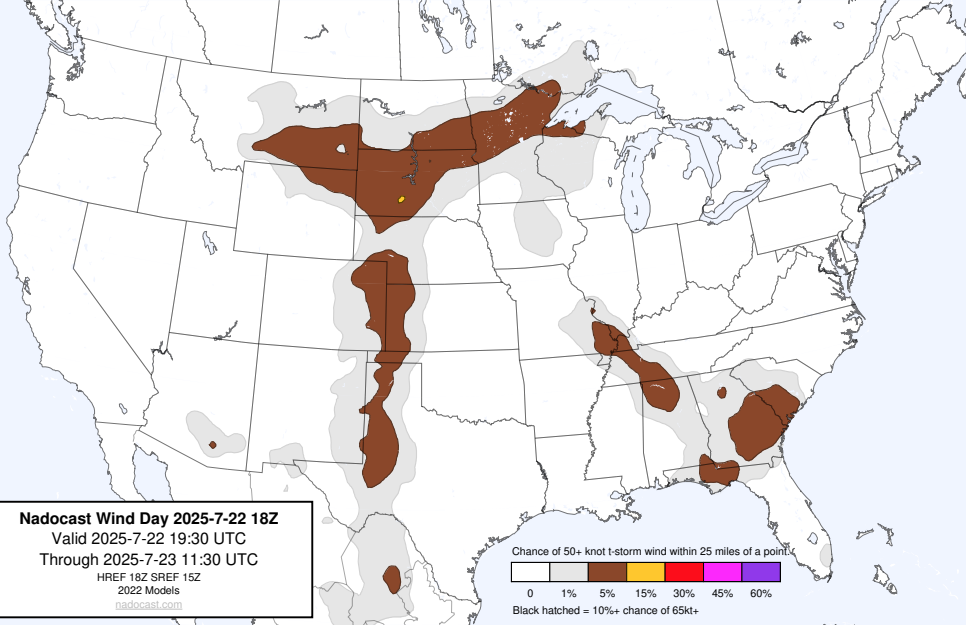 Nadocast Wind Day 2025-7-22 18Z
Valid 2025-7-22 19:30 UTC
Through 2025-7-23 11:30 UTC
HREF 18Z SREF 15Z
2022 Models
nadocast.com
Chance of 50+ knot t-storm wind within 25 miles of a point.
0 1% 5% 15% 30% 45% 60%
Black hatched = 10%+ chance of 65kt+